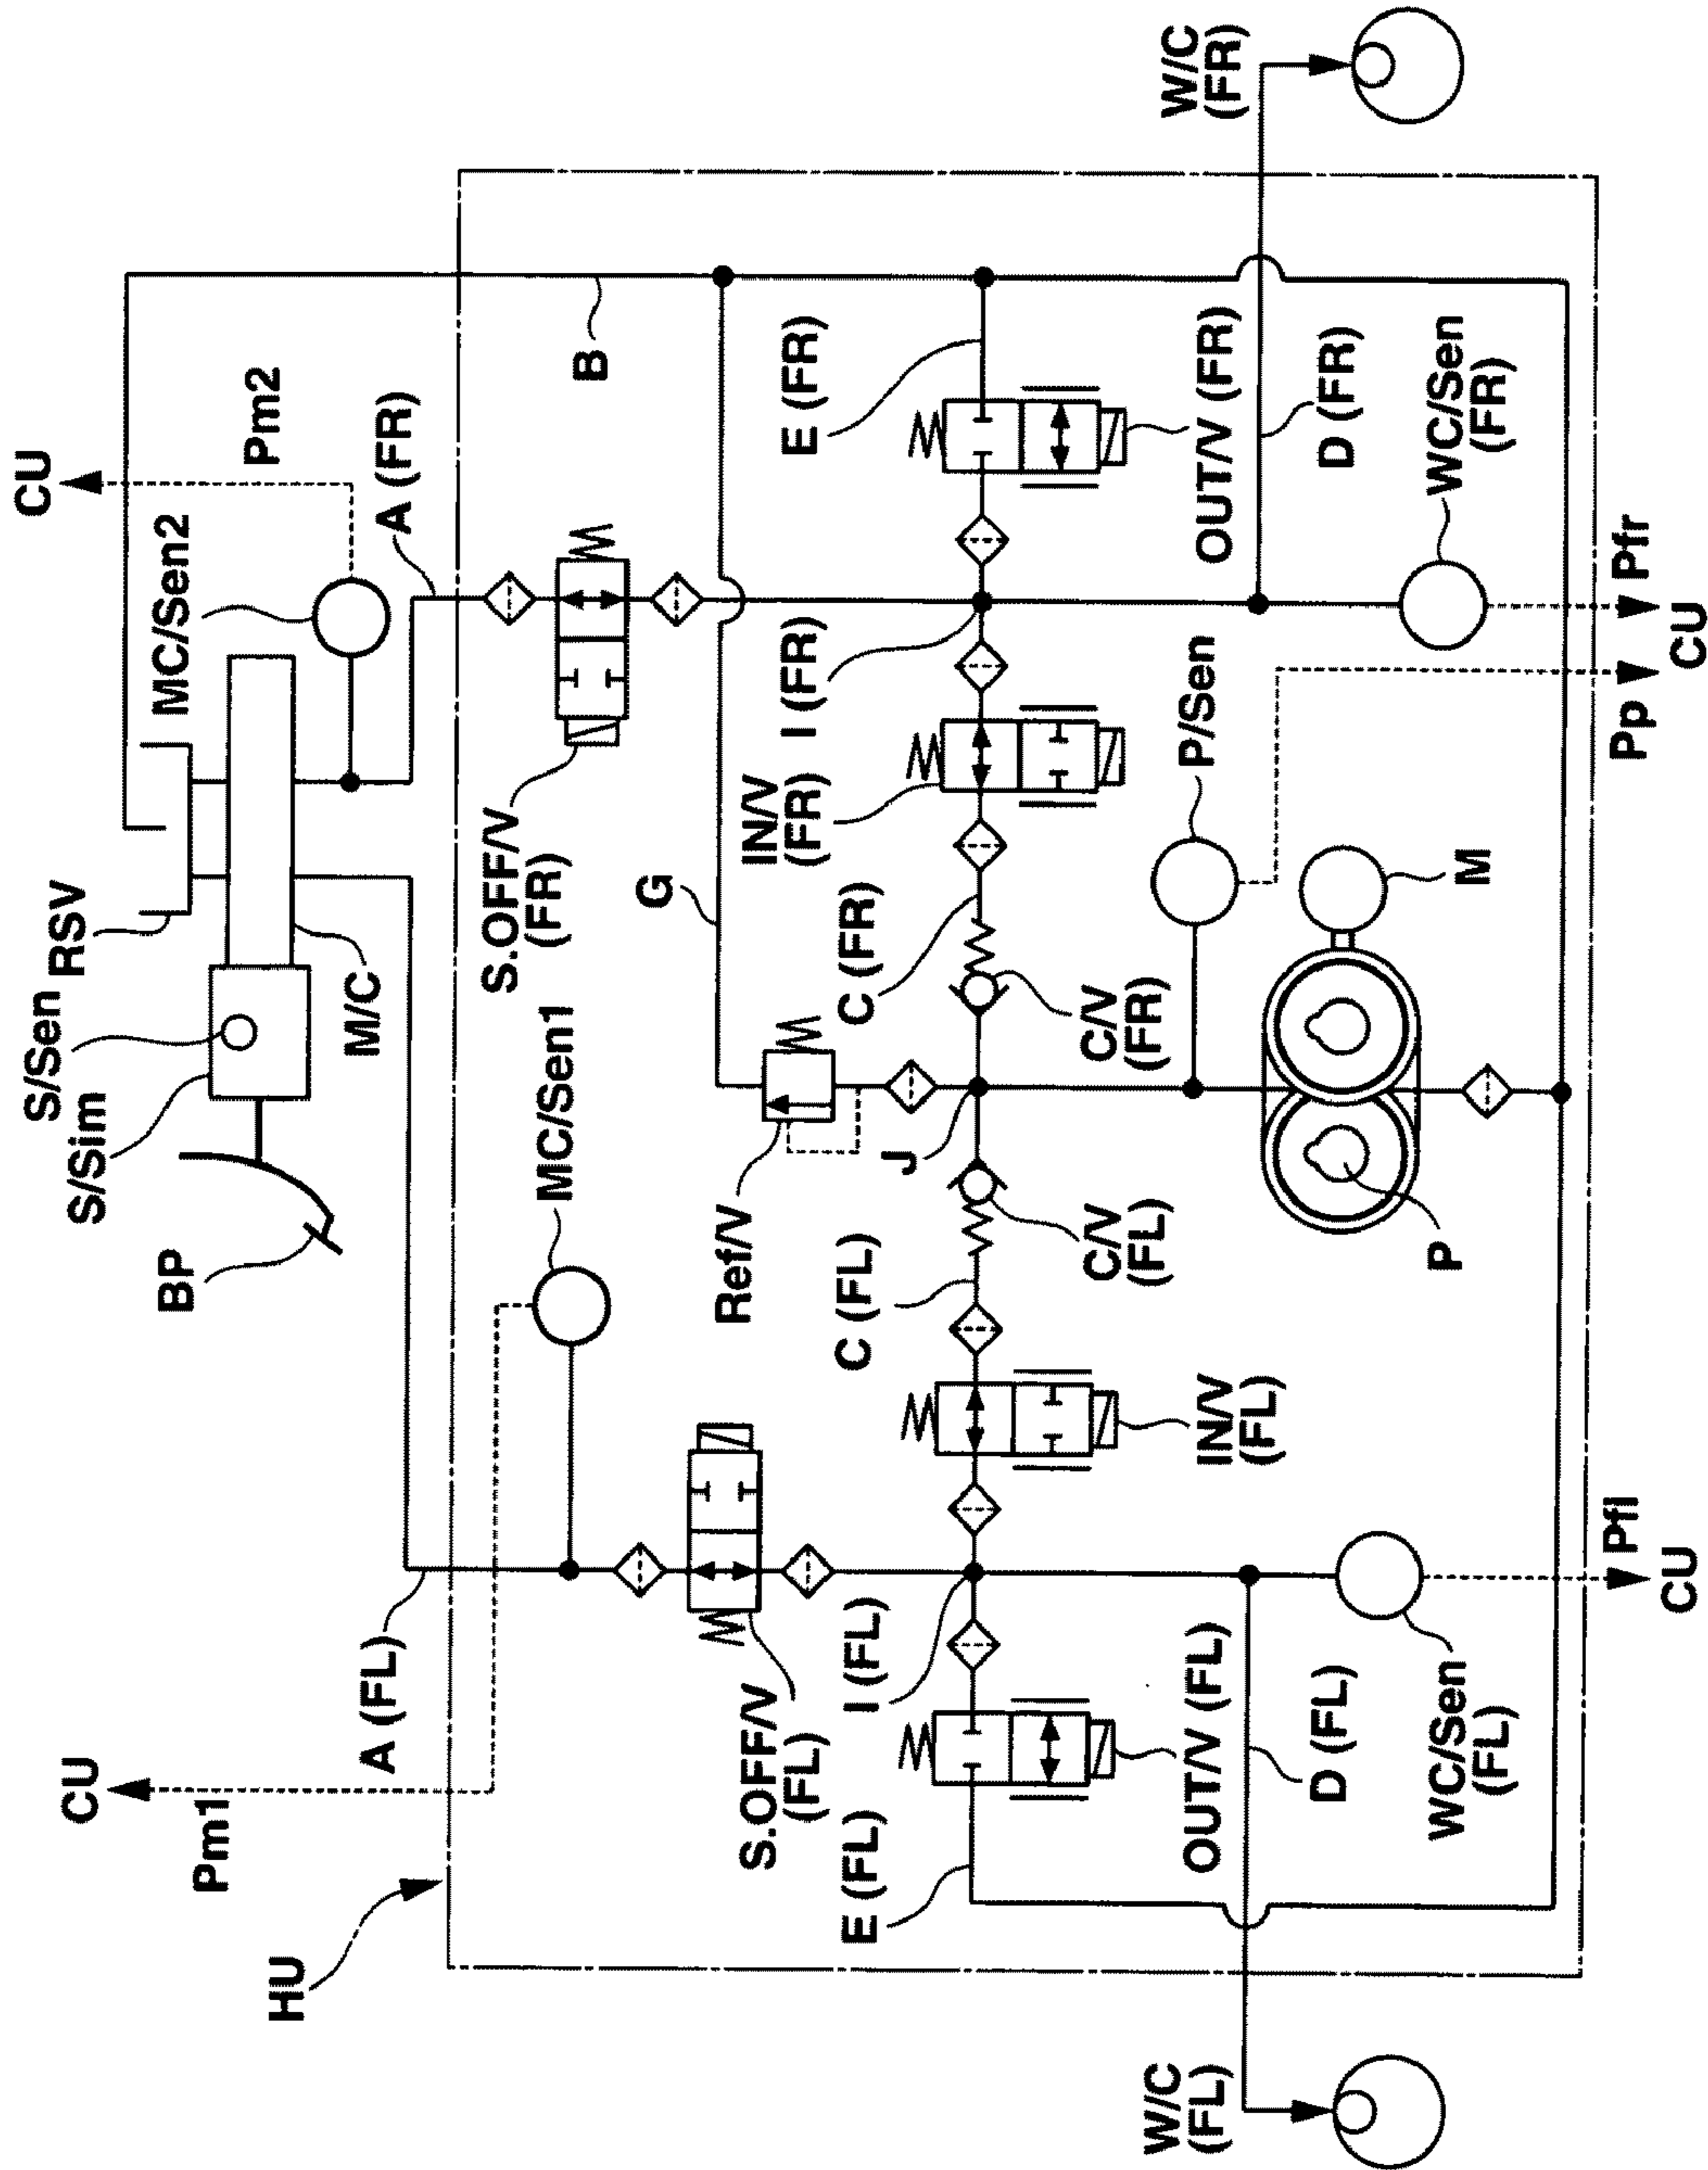 CU
Pm2
MC/Sen2
A (FR)
B
RSV
S/Sen
S/Sim
M/C
BP
CU
Pm1
HU
A (FL)
MC/Sen1
S.OFF/V
(FR)
S.OFF/V
(FL)
G
Ref/V
J
E (FR)
I (FR)
IN/V
(FR)
C (FR)
C/V
(FR)
C (FL)
C/V
(FL)
I (FL)
E (FL)
IN/V
(FL)
OUT/V (FR)
OUT/V (FL)
W/C
(FR)
W/C
(FL)
D (FR)
D (FL)
WC/Sen
(FR)
WC/Sen
(FL)
P/Sen
M
P
Pfr
Pp
CU
Pfl
CU